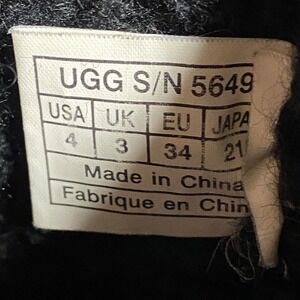 UGG S/N 5649
USA UK EU JAPA
4 3 34 21
Made in China
Fabrique en Chin